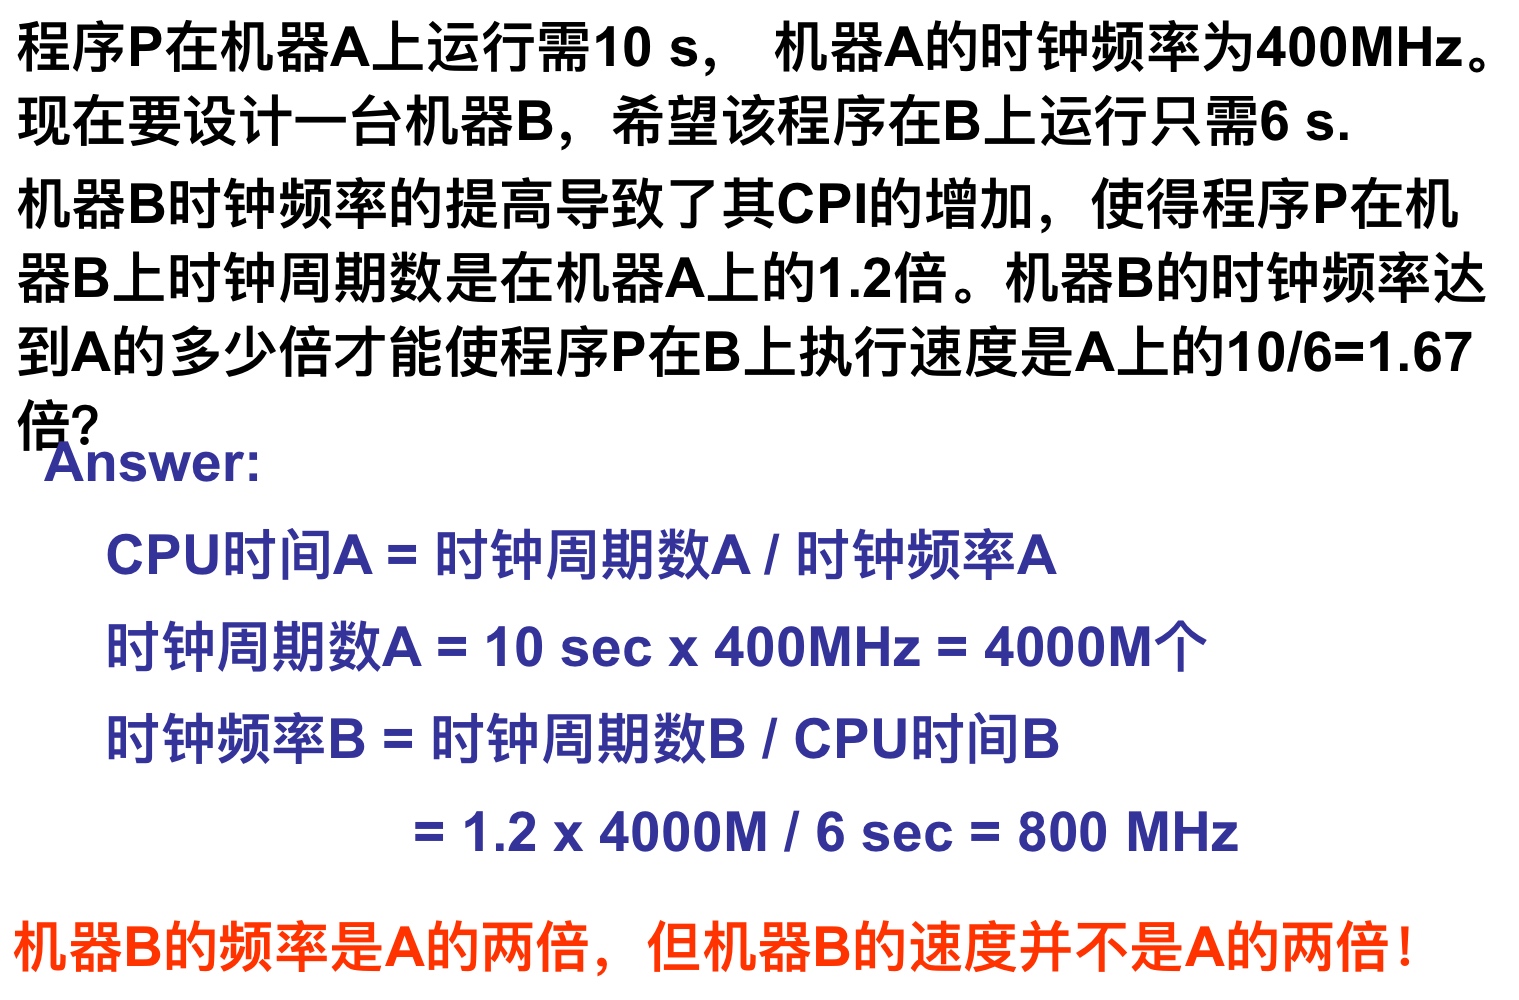 程序P在机器A上运行需10 s， 机器A的时钟频率为400MHz。
现在要设计一台机器B，希望该程序在B上运行只需6 s.
机器B时钟频率的提高导致了其CPI的增加，使得程序P在机
器B上时钟周期数是在机器A上的1.2倍。机器B的时钟频率达
到A的多少倍才能使程序P在B上执行速度是A上的10/6=1.67
倍？
Answer:
CPU时间A = 时钟周期数A / 时钟频率A
时钟周期数A = 10 sec x 400MHz = 4000M个
时钟频率B = 时钟周期数B / CPU时间B
= 1.2 x 4000M / 6 sec = 800 MHz
机器B的频率是A的两倍，但机器B的速度并不是A的两倍！